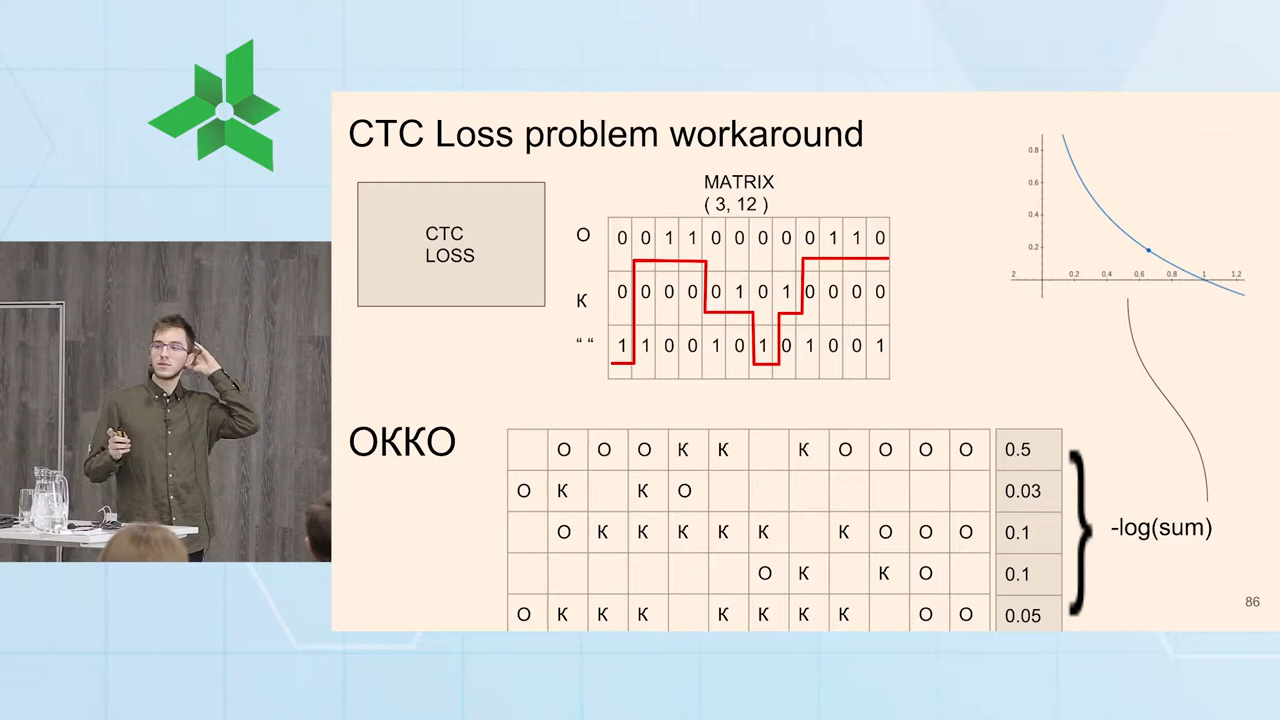 CTC Loss problem workaround
MATRIX
( 3, 12 )
CTC
LOSS
O 0 0 1 1 0 0 0 0 0 1 1 0
К 0 0 0 0 0 1 0 1 0 0 0 0
“ “ 1 1 0 0 1 0 1 0 1 0 0 1
0.8
0.6
0.4
0.2
2 0.2 0.4 0.6 0.8 1 1.2
ОККО
О О О К К К О О О О 0.5
О К К О 0.03
О К К К К К К О О О 0.1
О К К О 0.1
О К К К К К К К О О 0.05
-log(sum)
86